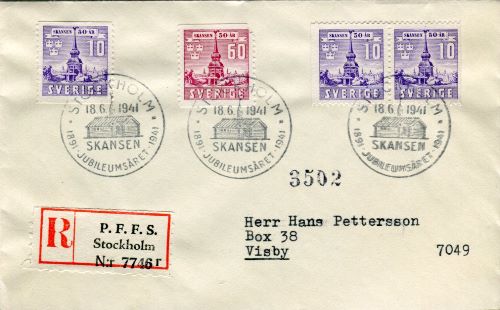 SKANSEN 50 ÅR
10
SVERIGE
SKANSEN 50 ÅR
60
SVERIGE
SKANSEN 50 ÅR
10
SVERIGE
SKANSEN 50 ÅR
10
SVERIGE
STOCKHOLM
18.6. 1941
SKANSEN
1891·JUBILEUMSÅRET·1941
STOCKHOLM
18.6. 1941
SKANSEN
1891·JUBILEUMSÅRET·1941
STOCKHOLM
18.6. 1941
SKANSEN
1891·JUBILEUMSÅRET·1941
3502
R
P. F. F. S.
Stockholm
N:r 7746 r
Herr Hans Pettersson
Box 38
Visby 7049